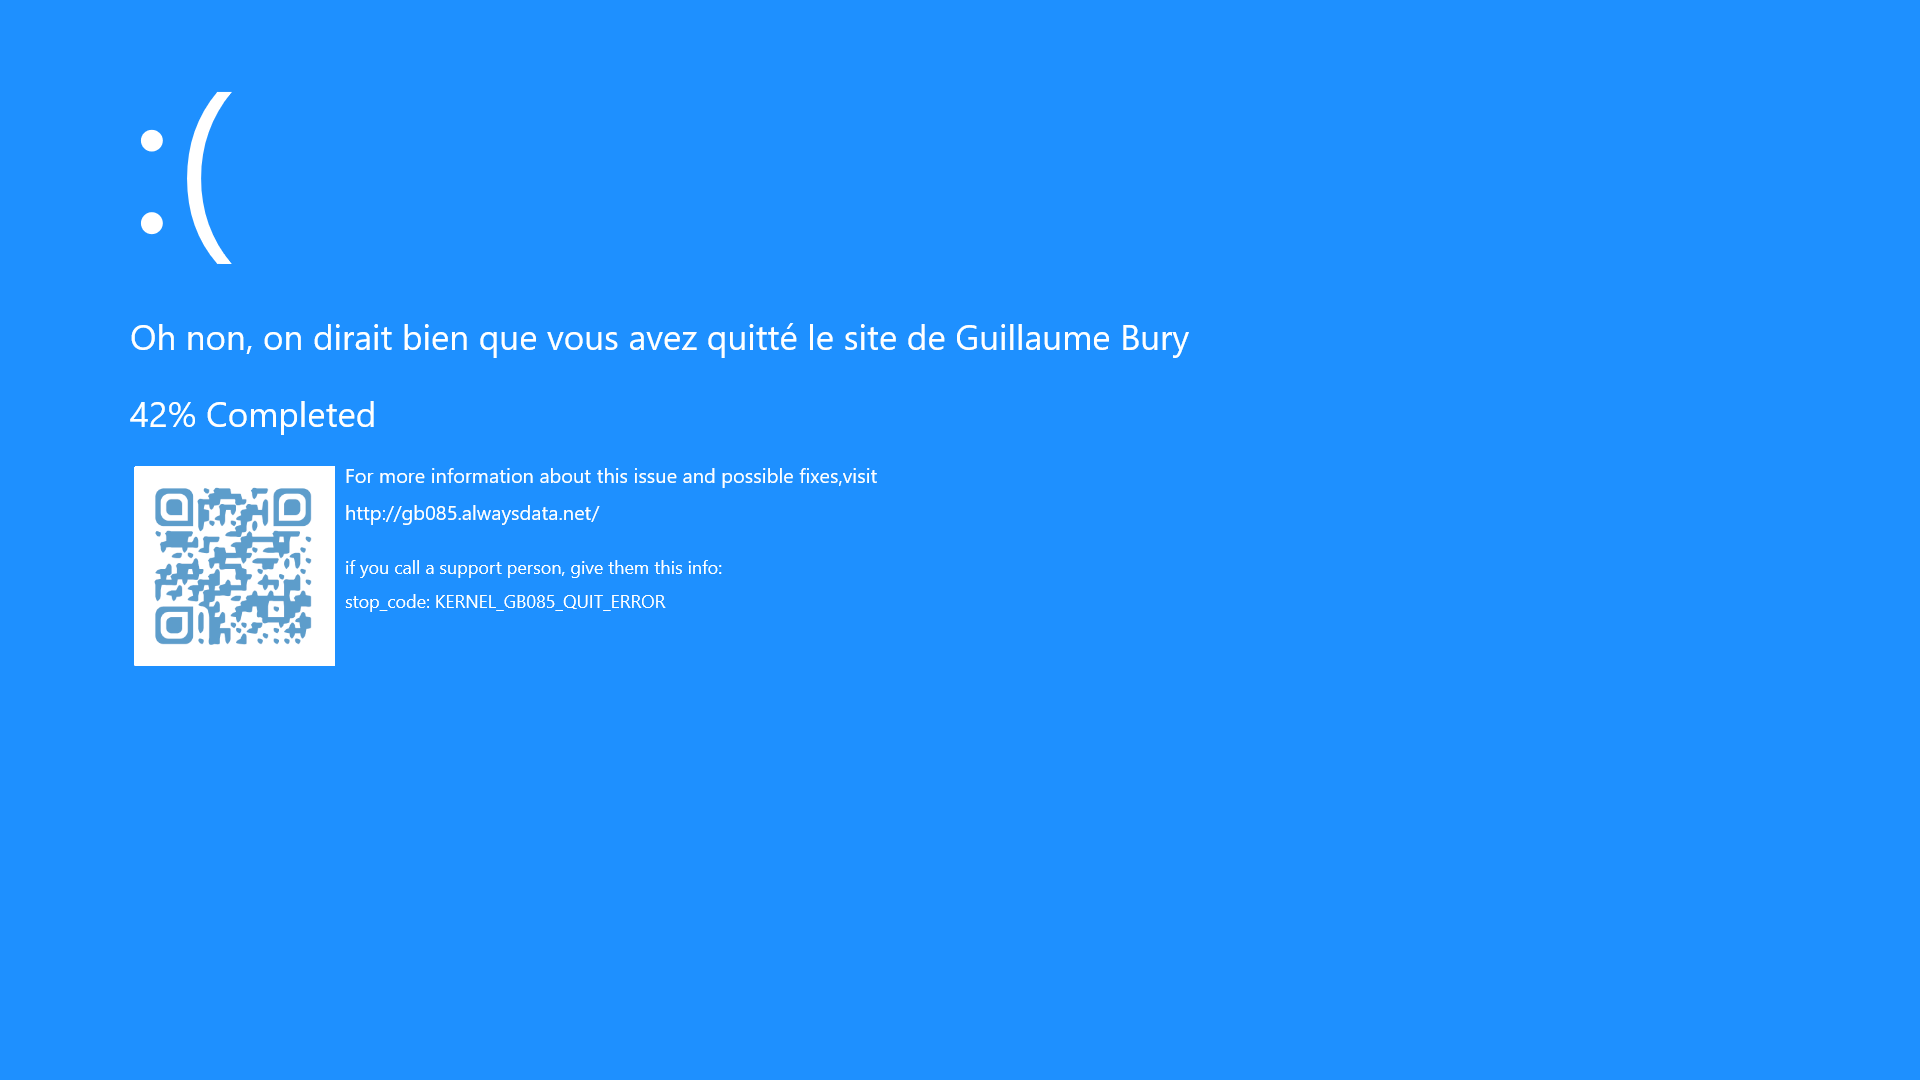 :(
Oh non, on dirait bien que vous avez quitté le site de Guillaume Bury
42% Completed
For more information about this issue and possible fixes,visit
http://gb085.alwaysdata.net/
if you call a support person, give them this info:
stop_code: KERNEL_GB085_QUIT_ERROR